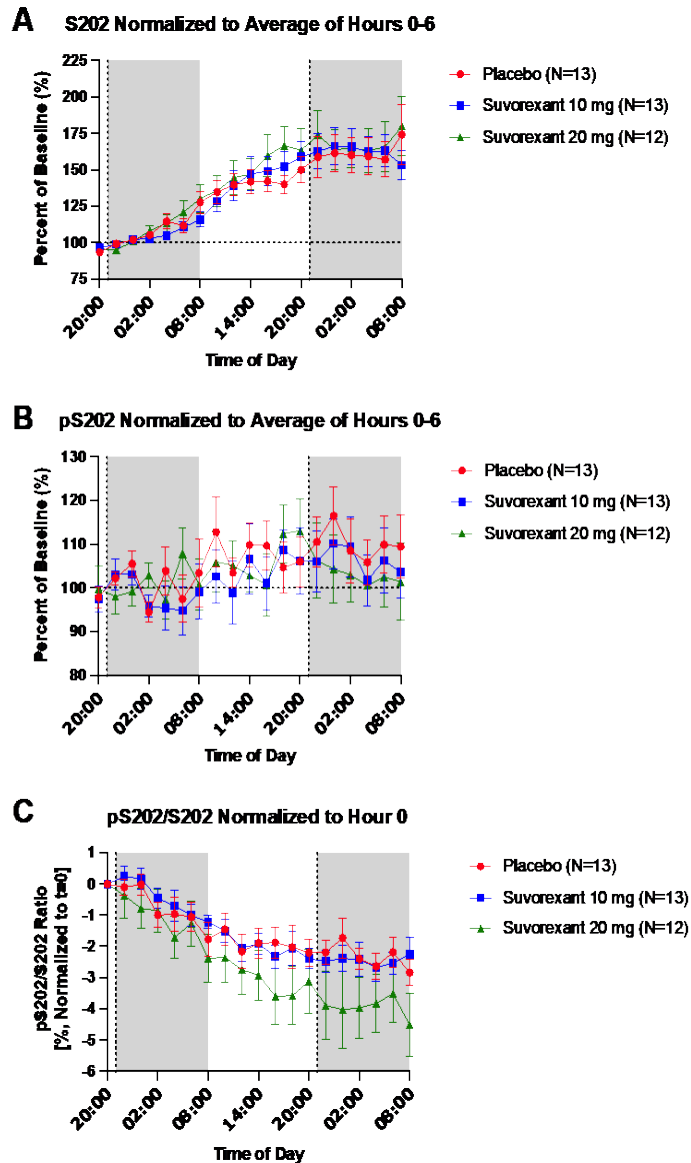 A
S202 Normalized to Average of Hours 0-6
Percent of Baseline (%)
225
200
175
150
125
100
75
20:00
02:00
08:00
14:00
20:00
02:00
08:00
Time of Day
Placebo (N=13)
Suvorexant 10 mg (N=13)
Suvorexant 20 mg (N=12)
B
pS202 Normalized to Average of Hours 0-6
Percent of Baseline (%)
130
120
110
100
90
80
20:00
02:00
08:00
14:00
20:00
02:00
08:00
Time of Day
Placebo (N=13)
Suvorexant 10 mg (N=13)
Suvorexant 20 mg (N=12)
C
pS202/S202 Normalized to Hour 0
pS202/S202 Ratio
[%, Normalized to t=0]
1
0
-1
-2
-3
-4
-5
-6
20:00
02:00
08:00
14:00
20:00
02:00
08:00
Time of Day
Placebo (N=13)
Suvorexant 10 mg (N=13)
Suvorexant 20 mg (N=12)